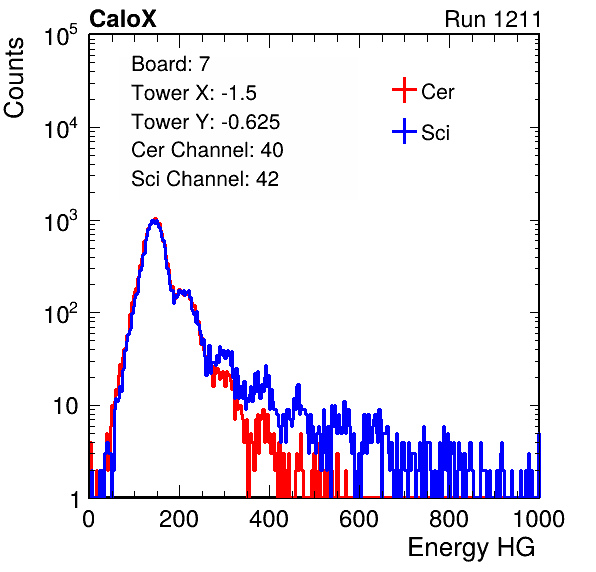 CaloX Run 1211
Counts
Board: 7
Tower X: -1.5
Tower Y: -0.625
Cer Channel: 40
Sci Channel: 42
Cer
Sci
10^5
10^4
10^3
10^2
10
1
0 200 400 600 800 1000
Energy HG